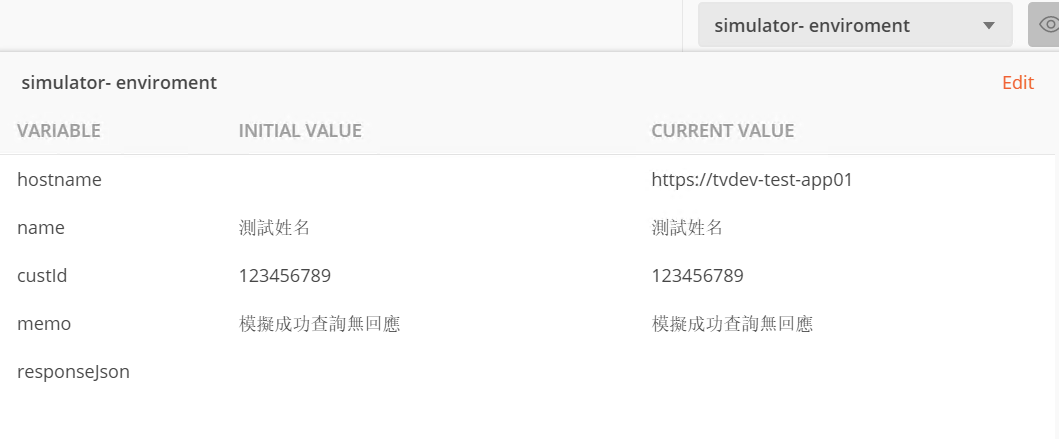 simulator- enviroment
simulator- enviroment Edit
VARIABLE INITIAL VALUE CURRENT VALUE
hostname https://tvdev-test-app01
name 測試姓名 測試姓名
custId 123456789 123456789
memo 模擬成功查詢無回應 模擬成功查詢無回應
responseJson